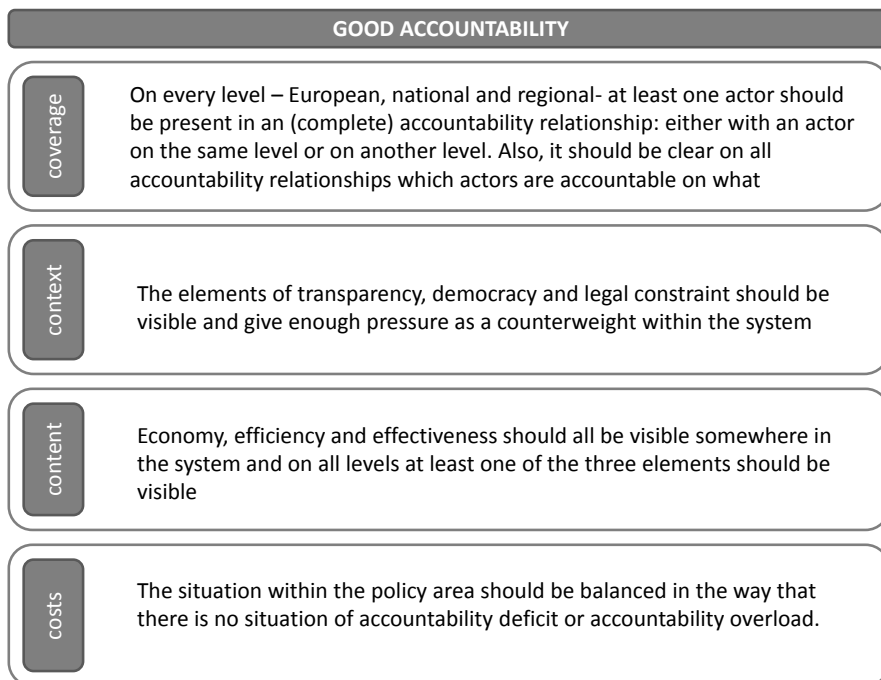 GOOD ACCOUNTABILITY
coverage
On every level – European, national and regional- at least one actor should
be present in an (complete) accountability relationship: either with an actor
on the same level or on another level. Also, it should be clear on all
accountability relationships which actors are accountable on what
context
The elements of transparency, democracy and legal constraint should be
visible and give enough pressure as a counterweight within the system
content
Economy, efficiency and effectiveness should all be visible somewhere in
the system and on all levels at least one of the three elements should be
visible
costs
The situation within the policy area should be balanced in the way that
there is no situation of accountability deficit or accountability overload.